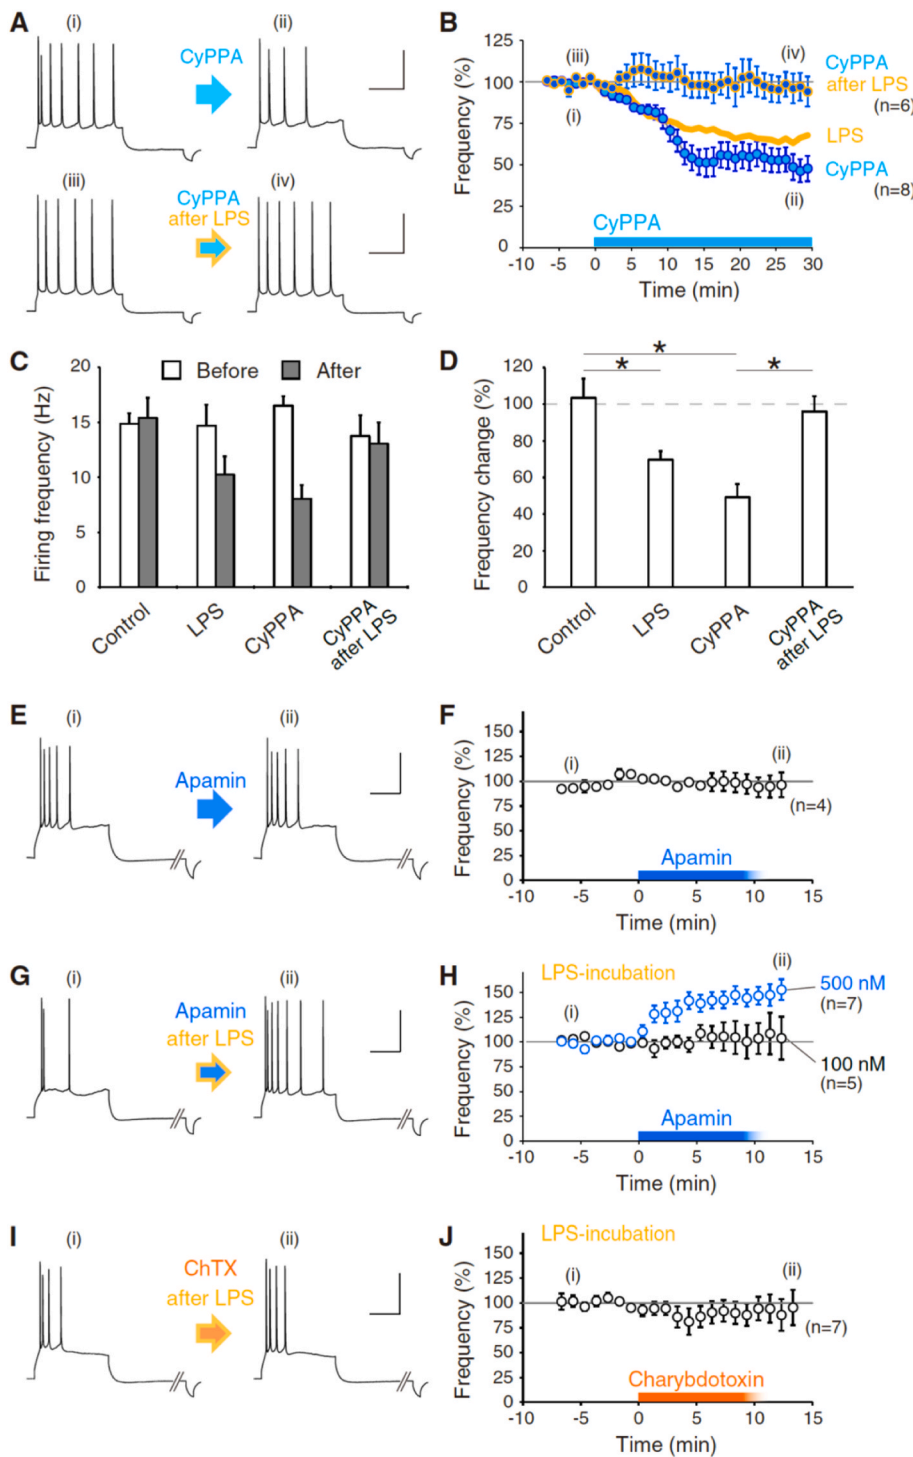 A
(i)
CyPPA
(ii)
(iii)
CyPPA
after LPS
(iv)
B
Frequency (%)
125
100
75
50
25
0
(iii)
(i)
(iv)
(ii)
CyPPA
after LPS
(n=6)
LPS
CyPPA
(n=8)
CyPPA
-10 -5 0 5 10 15 20 25 30
Time (min)
C
Firing frequency (Hz)
20
15
10
5
0
Before
After
Control
LPS
CyPPA
CyPPA
after LPS
D
Frequency change (%)
120
100
80
60
40
20
0
*
*
*
Control
LPS
CyPPA
CyPPA
after LPS
E
(i)
Apamin
(ii)
F
Frequency (%)
150
125
100
75
50
25
0
(i)
(ii)
(n=4)
Apamin
-10 -5 0 5 10 15
Time (min)
G
(i)
Apamin
after LPS
(ii)
H
LPS-incubation
Frequency (%)
150
125
100
75
50
25
0
(i)
(ii)
500 nM
(n=7)
100 nM
(n=5)
Apamin
-10 -5 0 5 10 15
Time (min)
I
(i)
ChTX
after LPS
(ii)
J
LPS-incubation
Frequency (%)
150
125
100
75
50
25
0
(i)
(ii)
(n=7)
Charybdotoxin
-10 -5 0 5 10 15
Time (min)